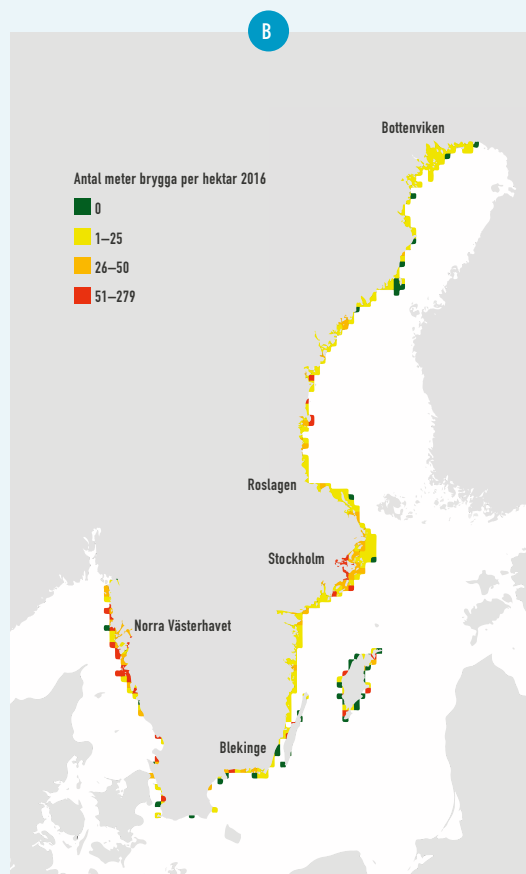 B
Bottenviken
Antal meter brygga per hektar 2016
0
1–25
26–50
51–279
Roslagen
Stockholm
Norra Västerhavet
Blekinge